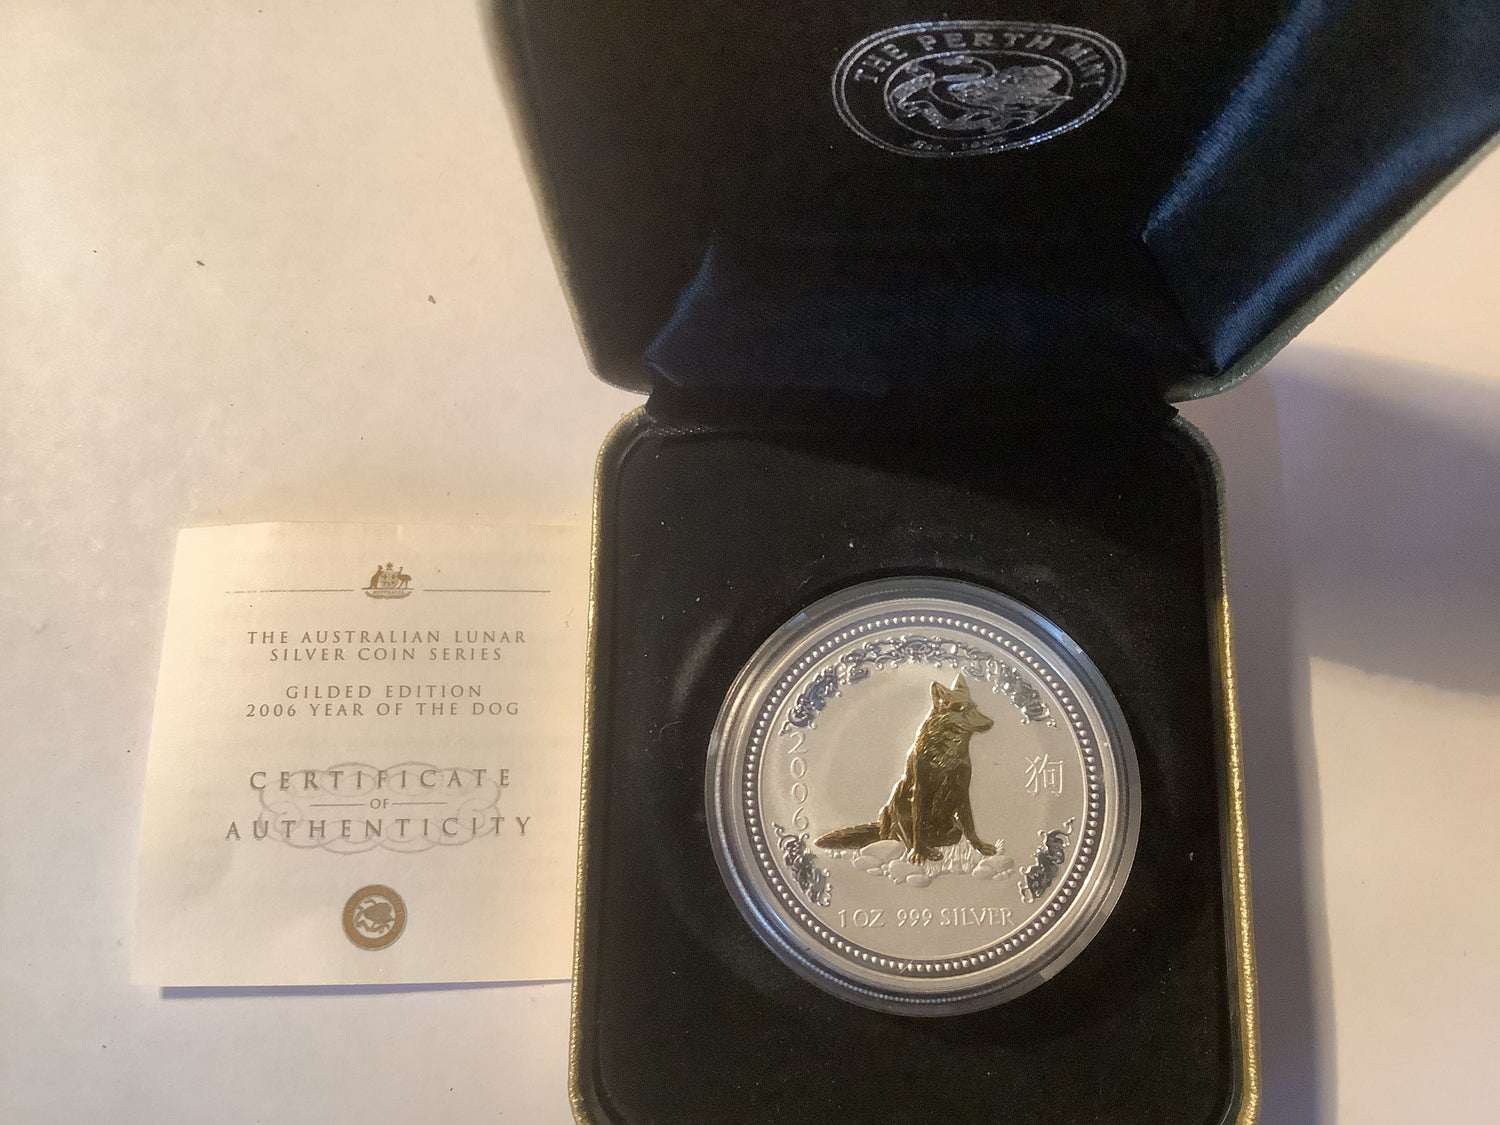 THE PERTH MINT
THE AUSTRALIAN LUNAR
SILVER COIN SERIES
GILDED EDITION
2006 YEAR OF THE DOG
CERTIFICATE
OF
AUTHENTICITY
2006
狗
1 OZ 999 SILVER